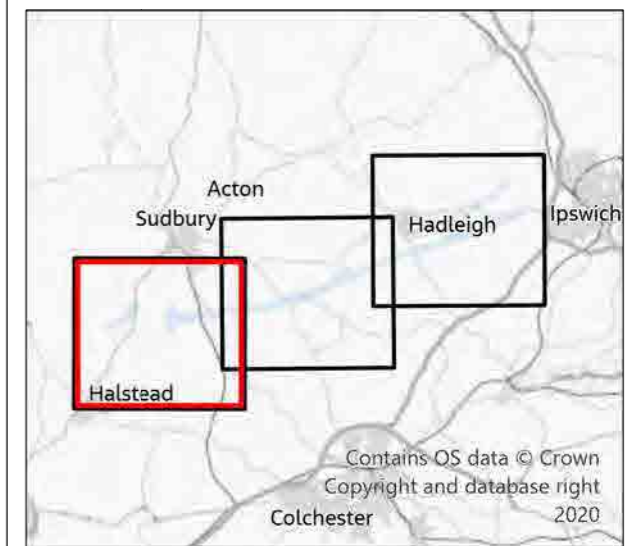 Acton
Sudbury
Hadleigh
Ipswich
Halstead
Contains OS data © Crown
Copyright and database right
2020
Colchester